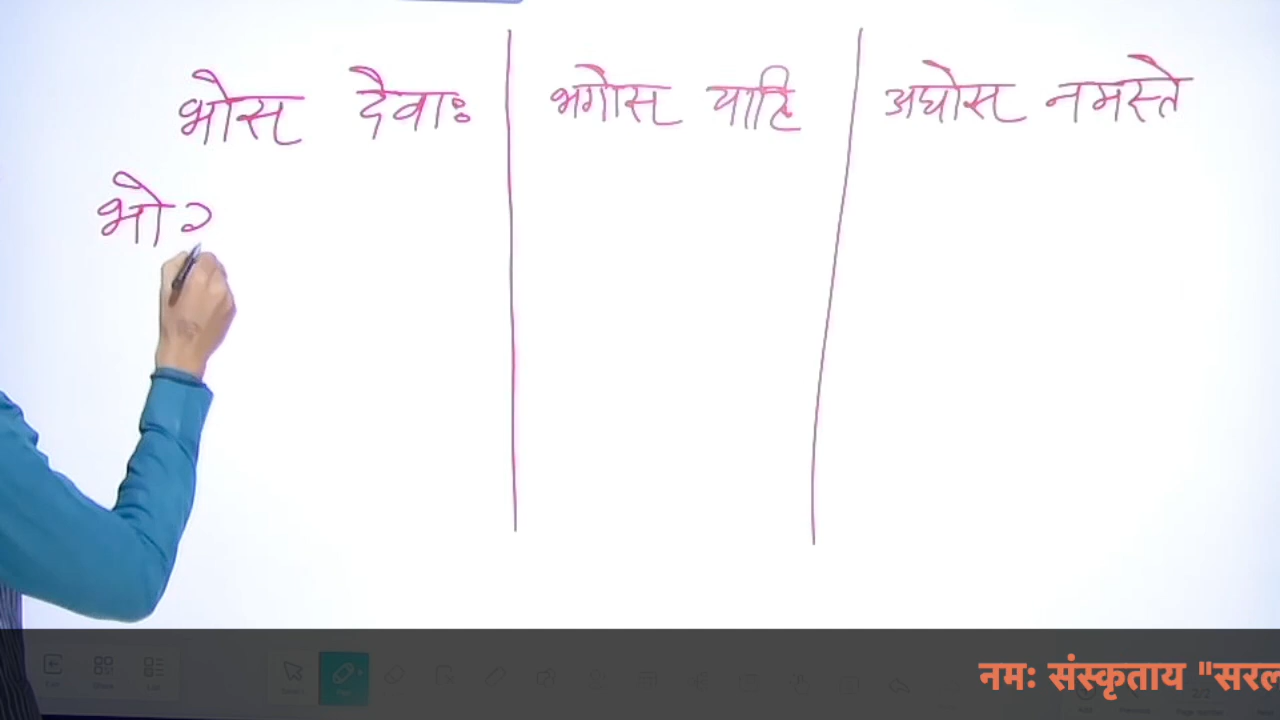 भोस देवाः भगोस याहि अघोस नमस्ते
भो
नमः संस्कृताय "सरल